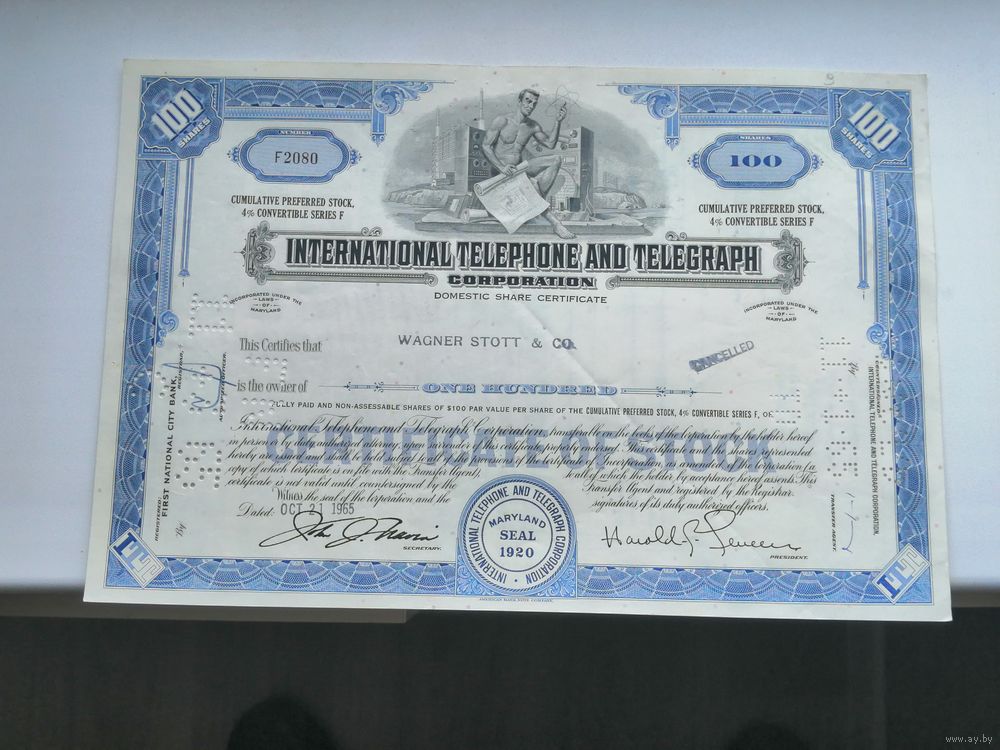 100
SHARES
NUMBER
F2080
CUMULATIVE PREFERRED STOCK,
4% CONVERTIBLE SERIES F
SHARES
100
100
SHARES
CUMULATIVE PREFERRED STOCK,
4% CONVERTIBLE SERIES F
INTERNATIONAL TELEPHONE AND TELEGRAPH
CORPORATION
DOMESTIC SHARE CERTIFICATE
INCORPORATED UNDER THE
LAWS
OF
MARYLAND
INCORPORATED UNDER THE
LAWS
OF
MARYLAND
This Certifies that
WAGNER STOTT & CO.
CANCELLED
is the owner of
ONE HUNDRED
FULLY PAID AND NON-ASSESSABLE SHARES OF $100 PAR VALUE PER SHARE OF THE CUMULATIVE PREFERRED STOCK, 4% CONVERTIBLE SERIES F, OF
International Telephone and Telegraph Corporation, transferable on the books of the Corporation by the holder hereof
in person or by duly authorized attorney, upon surrender of this certificate properly endorsed. This certificate and the shares represented
hereby are issued and shall be held subject to all of the provisions of the Certificate of Incorporation, as amended, of the Corporation (a
copy of which Certificate is on file with the Transfer Agent), to all of which the holder by acceptance hereof assents. This
certificate is not valid until countersigned by the Transfer Agent and registered by the Registrar.
Witness the seal of the Corporation and the signatures of its duly authorized officers.
Dated: OCT 21 1965
SECRETARY.
INTERNATIONAL TELEPHONE AND TELEGRAPH CORPORATION
MARYLAND
SEAL
1920
PRESIDENT.
REGISTERED:
FIRST NATIONAL CITY BANK,
REGISTRAR,
By
COUNTERSIGNED:
INTERNATIONAL TELEPHONE AND TELEGRAPH CORPORATION,
TRANSFER AGENT,
By
ITT
ITT
AMERICAN BANK NOTE COMPANY.
www.ay.by